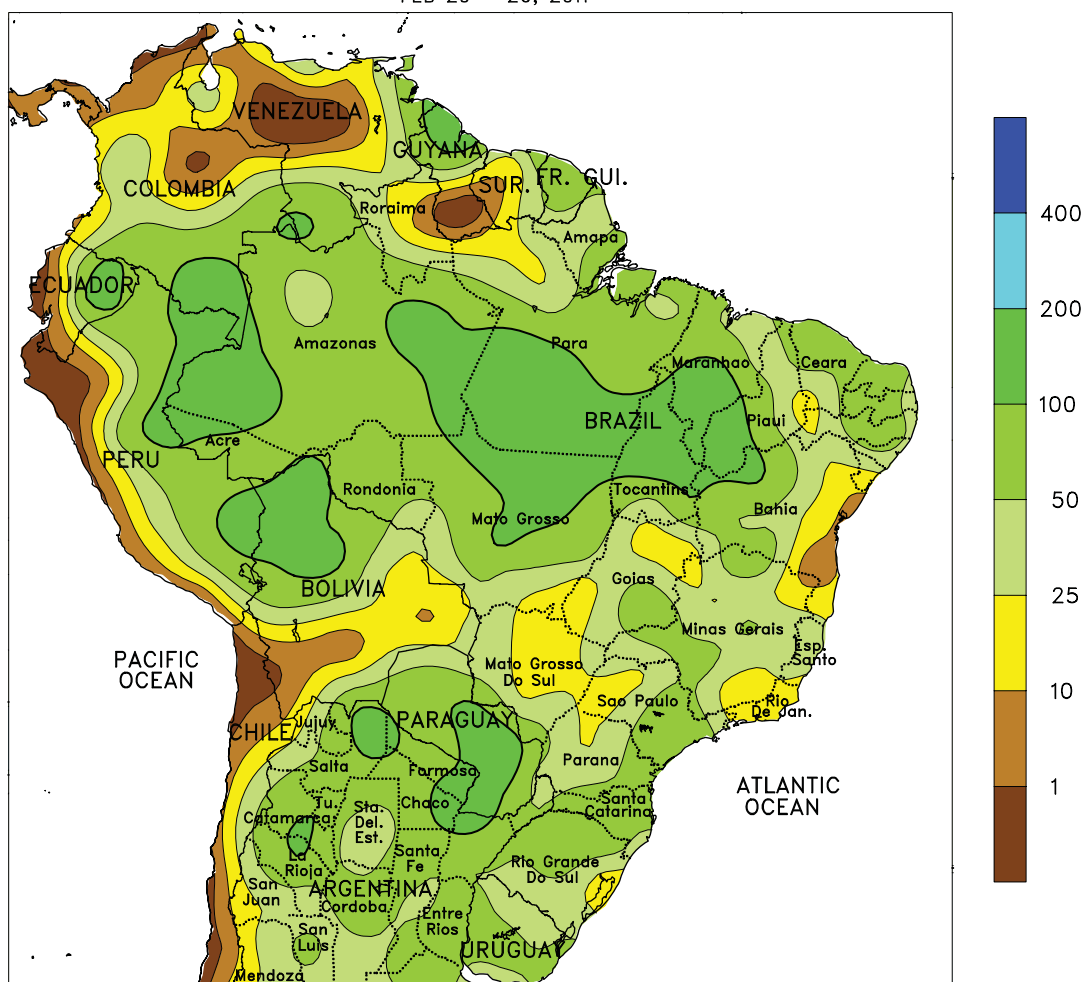 VENEZUELA
GUYANA
COLOMBIA
SUR.
FR. GUI.
Roraima
Amapa
ECUADOR
Amazonas
Para
Maranhao
Ceara
BRAZIL
Piaui
Acre
PERU
Rondonia
Tocantins
Mato Grosso
Bahia
BOLIVIA
Goias
Minas Gerais
Esp.
Santo
PACIFIC
OCEAN
Mato Grosso
Do Sul
Sao Paulo
Rio
De Jan.
CHILE
Jujuy
PARAGUAY
Salta
Formosa
Parana
ATLANTIC
OCEAN
Tu.
Catamarca
Sta.
Del.
Est.
Chaco
Santa
Catarina
La
Rioja
Santa
Fe
Rio Grande
Do Sul
San
Juan
ARGENTINA
Cordoba
Entre
Rios
San
Luis
URUGUAY
Mendoza
400
200
100
50
25
10
1